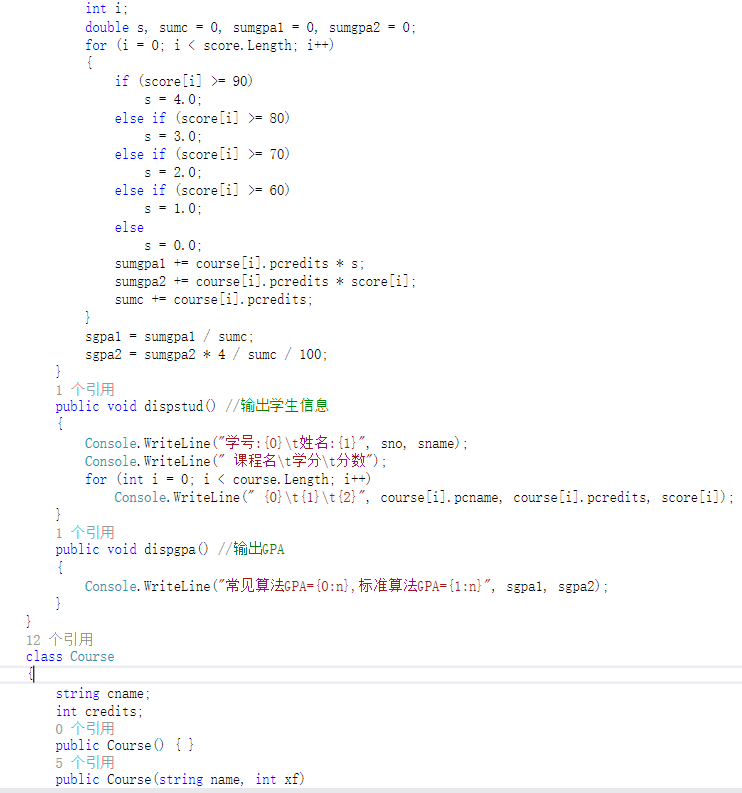 int i;
double s, sumc = 0, sumgpa1 = 0, sumgpa2 = 0;
for (i = 0; i < score.Length; i++)
{
if (score[i] >= 90)
s = 4.0;
else if (score[i] >= 80)
s = 3.0;
else if (score[i] >= 70)
s = 2.0;
else if (score[i] >= 60)
s = 1.0;
else
s = 0.0;
sumgpa1 += course[i].pcredits * s;
sumgpa2 += course[i].pcredits * score[i];
sumc += course[i].pcredits;
}
sgpa1 = sumgpa1 / sumc;
sgpa2 = sumgpa2 * 4 / sumc / 100;
}
1 个引用
public void dispstud() //输出学生信息
{
Console.WriteLine("学号:{0}\t姓名:{1}", sno, sname);
Console.WriteLine(" 课程名\t学分\t分数");
for (int i = 0; i < course.Length; i++)
Console.WriteLine(" {0}\t{1}\t{2}", course[i].pcname, course[i].pcredits, score[i]);
}
1 个引用
public void dispgpa() //输出GPA
{
Console.WriteLine("常见算法GPA={0:n},标准算法GPA={1:n}", sgpa1, sgpa2);
}
}
12 个引用
class Course
{
string cname;
int credits;
0 个引用
public Course() { }
5 个引用
public Course(string name, int xf)